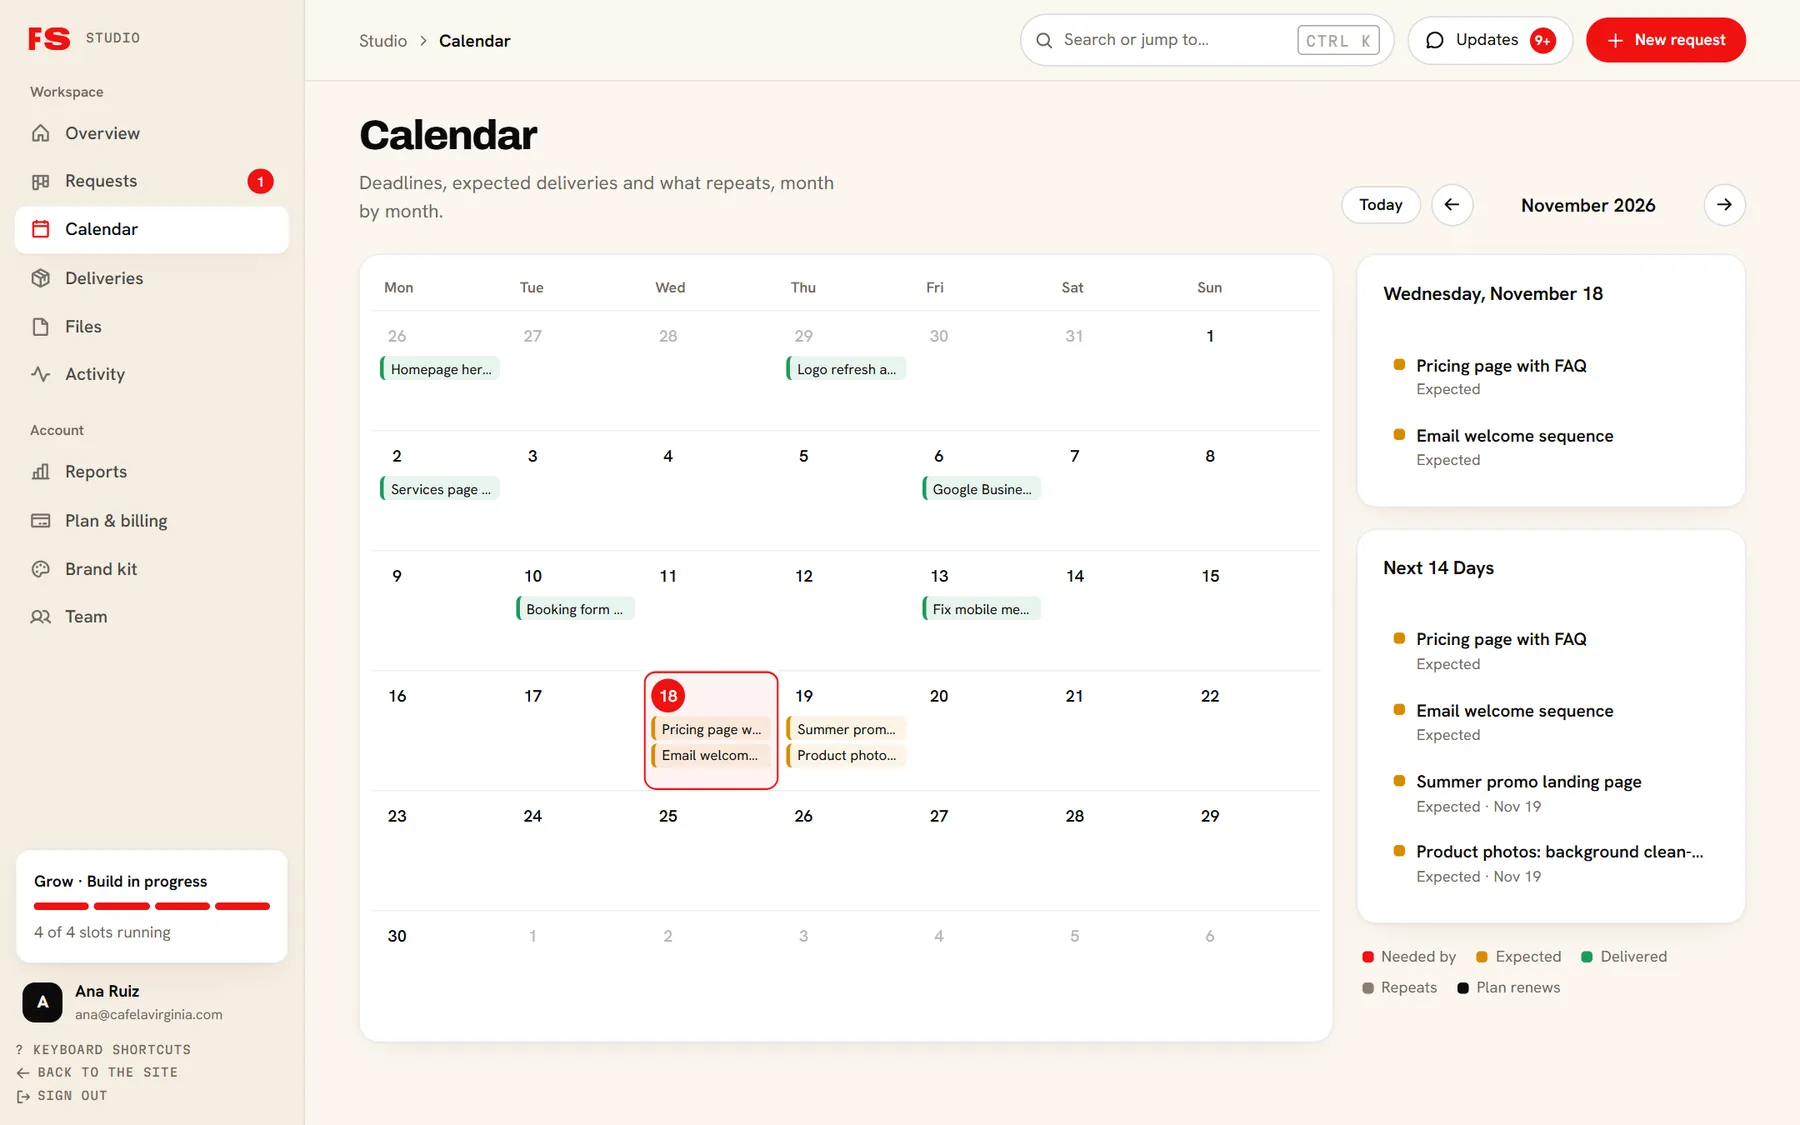 FS STUDIO
Workspace
Overview
Requests 1
Calendar
Deliveries
Files
Activity
Account
Reports
Plan & billing
Brand kit
Team
Grow · Build in progress
4 of 4 slots running
A
Ana Ruiz
ana@cafelavirginia.com
? KEYBOARD SHORTCUTS
BACK TO THE SITE
SIGN OUT
Studio > Calendar
Search or jump to... CTRL K
Updates 9+
+ New request
Calendar
Deadlines, expected deliveries and what repeats, month
by month.
Today
November 2026
Mon Tue Wed Thu Fri Sat Sun
26 27 28 29 30 31 1
Homepage her... Logo refresh a...
2 3 4 5 6 7 8
Services page ... Google Busine...
9 10 11 12 13 14 15
Booking form ... Fix mobile me...
16 17 18 19 20 21 22
Pricing page w... Summer prom...
Email welcom... Product photo...
23 24 25 26 27 28 29
30 1 2 3 4 5 6
Wednesday, November 18
Pricing page with FAQ
Expected
Email welcome sequence
Expected
Next 14 Days
Pricing page with FAQ
Expected
Email welcome sequence
Expected
Summer promo landing page
Expected · Nov 19
Product photos: background clean-...
Expected · Nov 19
Needed by Expected Delivered
Repeats Plan renews